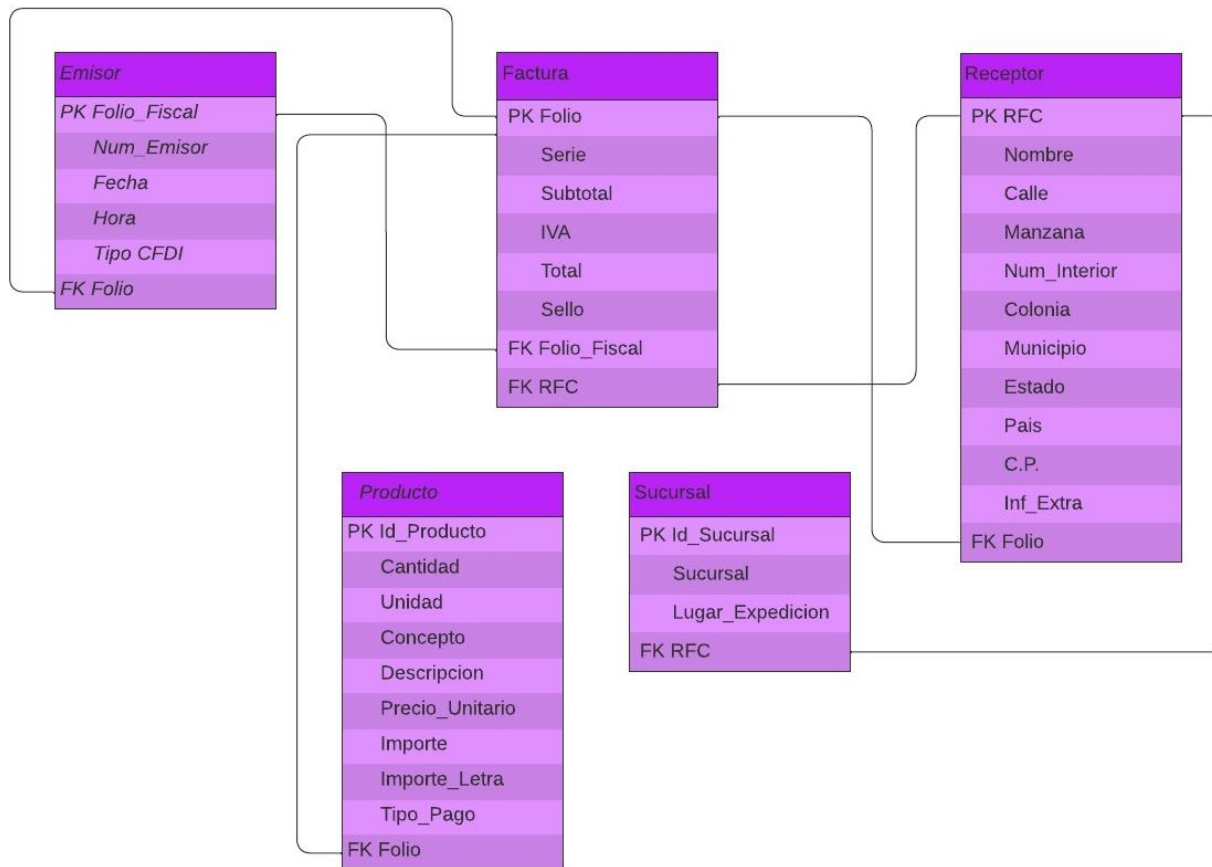 Emisor
PK Folio_Fiscal
Num_Emisor
Fecha
Hora
Tipo CFDI
FK Folio
Factura
PK Folio
Serie
Subtotal
IVA
Total
Sello
FK Folio_Fiscal
FK RFC
Receptor
PK RFC
Nombre
Calle
Manzana
Num_Interior
Colonia
Municipio
Estado
Pais
C.P.
Inf_Extra
FK Folio
Producto
PK Id_Producto
Cantidad
Unidad
Concepto
Descripcion
Precio_Unitario
Importe
Importe_Letra
Tipo_Pago
FK Folio
Sucursal
PK Id_Sucursal
Sucursal
Lugar_Expedicion
FK RFC